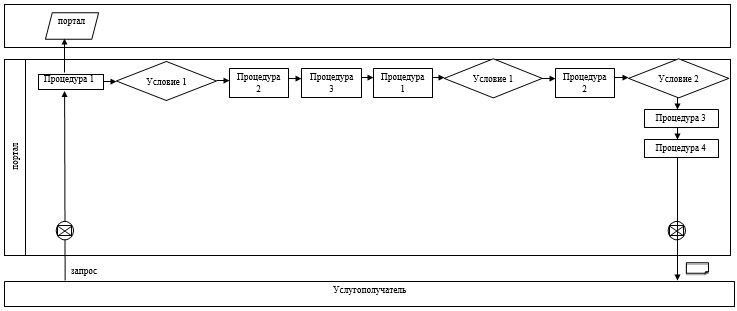 портал
портал
Процедура 1
Условие 1
Процедура
2
Процедура
3
Процедура
1
Условие 1
Процедура
2
Условие 2
Процедура 3
Процедура 4
запрос
Услугополучатель